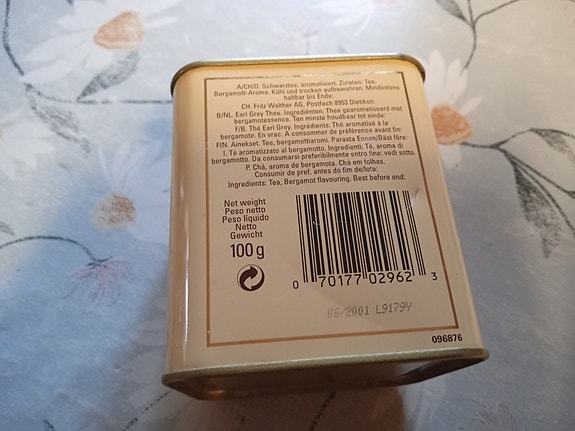 A/CH/D. Schwarztee, aromatisiert. Zutaten: Tee,
Bergamott-Aroma. Kühl und trocken aufbewahren. Mindestens
haltbar bis Ende:
CH. Fritz Walther AG, Postfach 8953 Dietikon.
B/NL. Earl Grey Thee. Ingrediënten: Thee gearomatiseerd met
bergamotessence. Ten minste houdbaar tot einde:
F/B. Thé Earl Grey. Ingrédients: Thé aromatisé à la
bergamote. En vrac. A consommer de préférence avant fin:
FIN. Ainekset. Tee, bergamottiaromi. Parasta Ennen/Bäst före:
I. Tè aromatizzato al bergamotto. Ingredienti: Tè, aroma di
bergamotto. Da consumarsi preferibilmente entro fine: vedi sotto.
P. Chá, aroma de bergamota. Chá em folhas.
Consumir de pref. antes do fim de/lote:
Ingredients: Tea, Bergamot flavouring. Best before end:
Net weight
Peso netto
Peso líquido
Netto
Gewicht
100 g
0 70177 02962 3
06/2001 L9179Y
096876